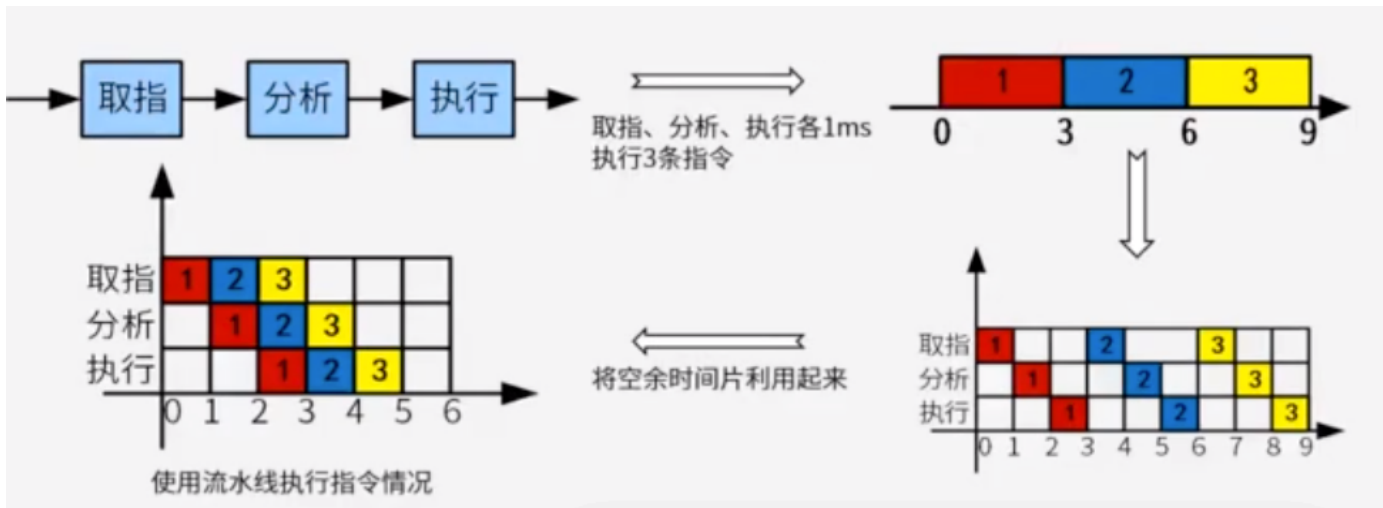 取指 分析 执行
取指、分析、执行各1ms
执行3条指令
1 2 3
0 3 6 9
取指 1 2 3
分析 1 2 3
执行 1 2 3
0 1 2 3 4 5 6
使用流水线执行指令情况
将空余时间片利用起来
取指 1 2 3
分析 1 2 3
执行 1 2 3
0 1 2 3 4 5 6 7 8 9